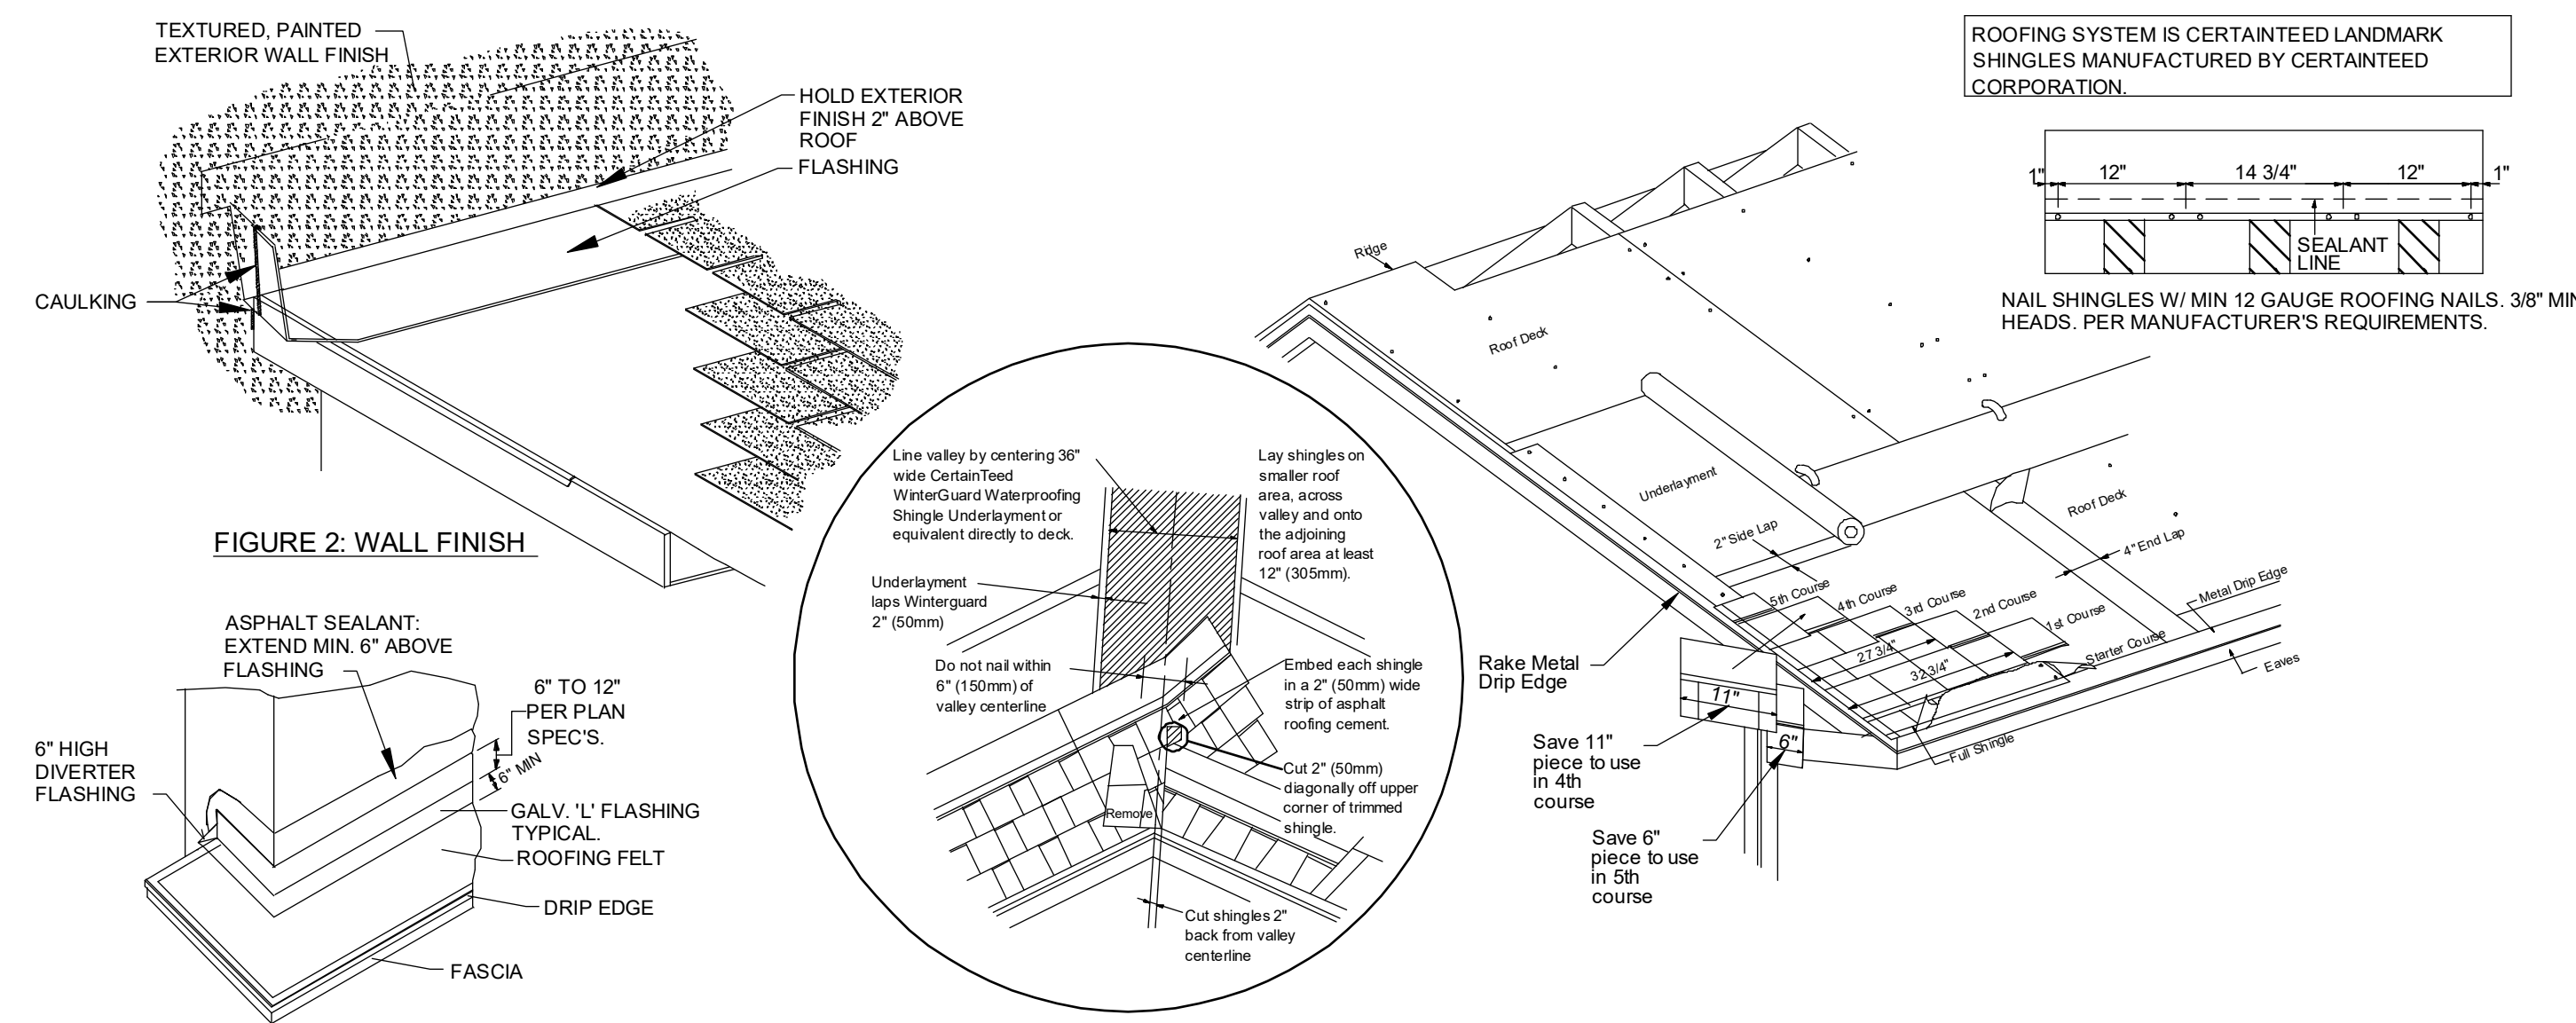 TEXTURED, PAINTED
EXTERIOR WALL FINISH
HOLD EXTERIOR
FINISH 2" ABOVE
ROOF
FLASHING
CAULKING
FIGURE 2: WALL FINISH
ASPHALT SEALANT:
EXTEND MIN. 6" ABOVE
FLASHING
6" TO 12"
PER PLAN
SPEC'S.
6" MIN
6" HIGH
DIVERTER
FLASHING
GALV. 'L' FLASHING
TYPICAL.
ROOFING FELT
DRIP EDGE
FASCIA
Line valley by centering 36"
wide CertainTeed
WinterGuard Waterproofing
Shingle Underlayment or
equivalent directly to deck.
Lay shingles on
smaller roof
area, across
valley and onto
the adjoining
roof area at least
12" (305mm).
Underlayment
laps Winterguard
2" (50mm)
Do not nail within
6" (150mm) of
valley centerline
Embed each shingle
in a 2" (50mm) wide
strip of asphalt
roofing cement.
Cut 2" (50mm)
diagonally off upper
corner of trimmed
shingle.
Remove
Cut shingles 2"
back from valley
centerline
Ridge
Roof Deck
Underlayment
2" Side Lap
Roof Deck
4" End Lap
Metal Drip Edge
5th Course
4th Course
3rd Course
2nd Course
1st Course
Starter Course
27 3/4"
32 3/4"
Eaves
Full Shingle
Rake Metal
Drip Edge
11"
6"
Save 11"
piece to use
in 4th
course
Save 6"
piece to use
in 5th
course
ROOFING SYSTEM IS CERTAINTEED LANDMARK
SHINGLES MANUFACTURED BY CERTAINTEED
CORPORATION.
1" 12" 14 3/4" 12" 1"
SEALANT
LINE
NAIL SHINGLES W/ MIN 12 GAUGE ROOFING NAILS. 3/8" MIN
HEADS. PER MANUFACTURER'S REQUIREMENTS.